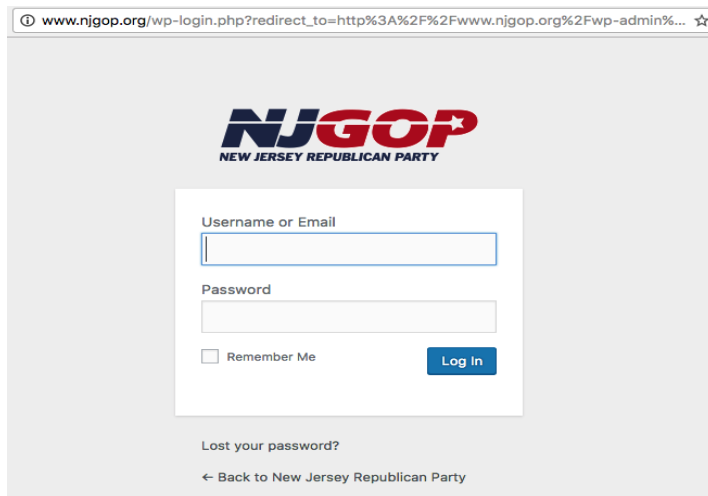 www.njgop.org/wp-login.php?redirect_to=http%3A%2F%2Fwww.njgop.org%2Fwp-admin%...
NJGOP
NEW JERSEY REPUBLICAN PARTY
Username or Email
Password
Remember Me
Log In
Lost your password?
← Back to New Jersey Republican Party